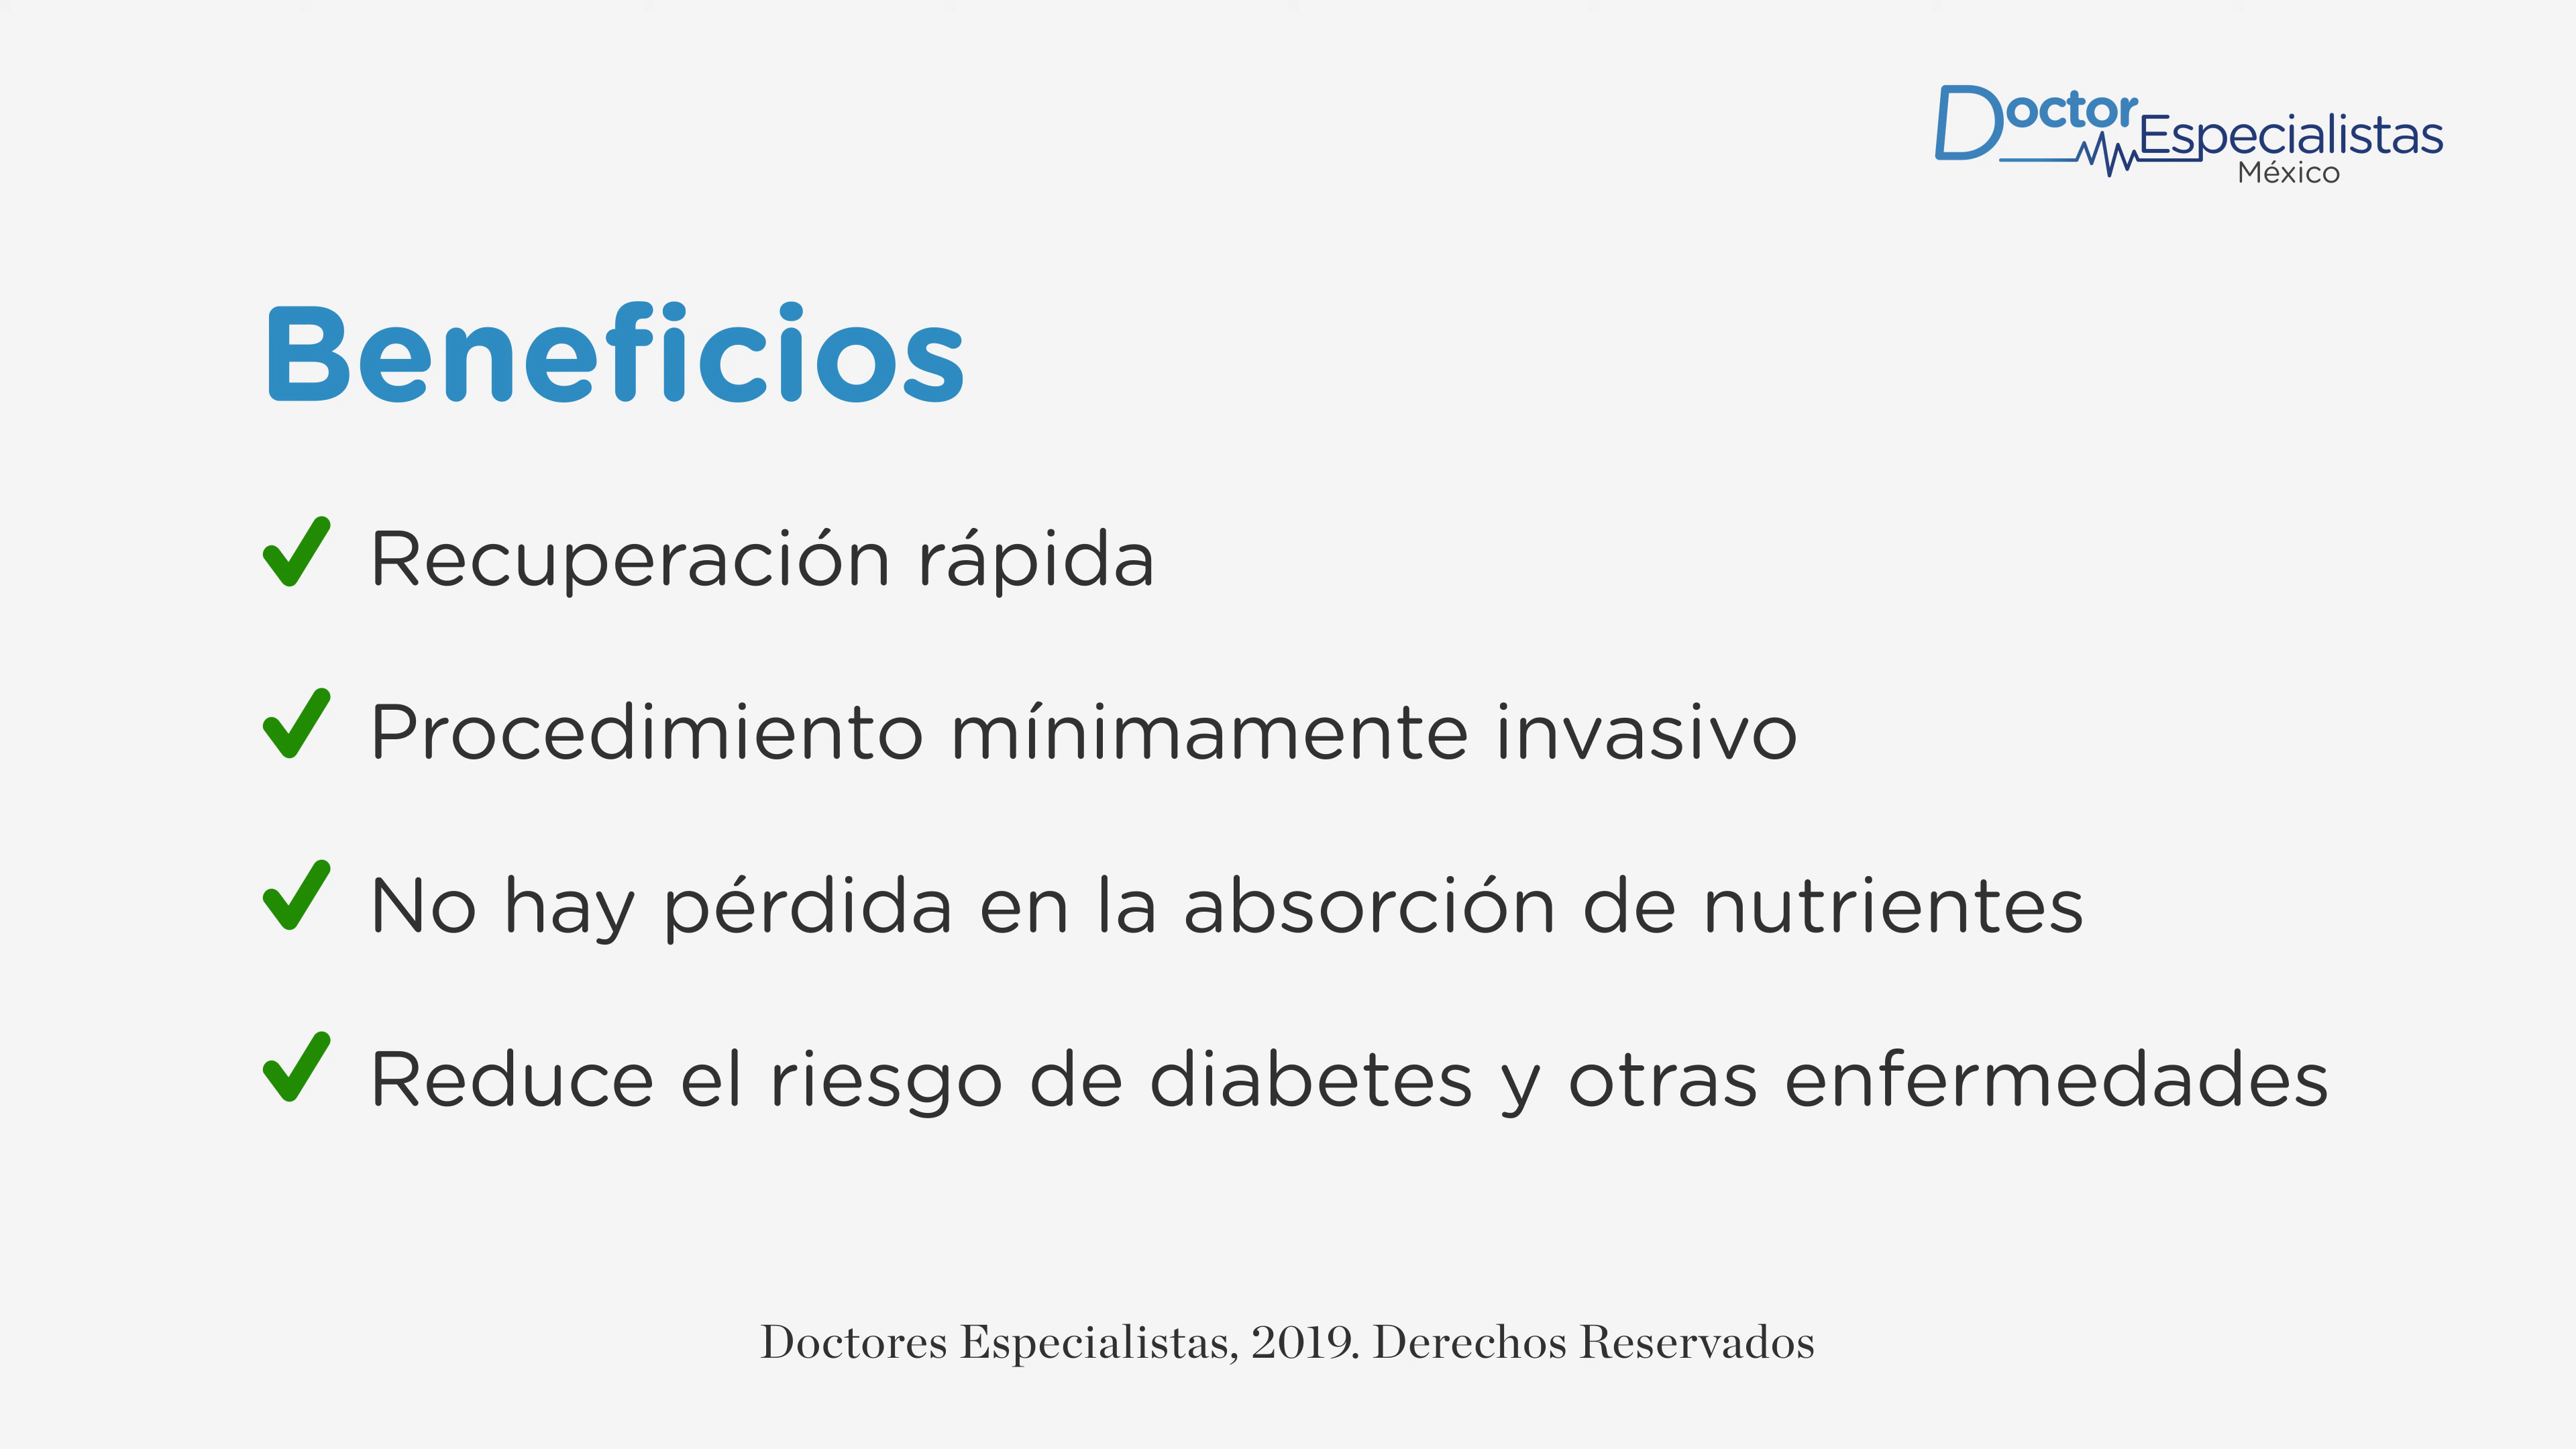 Doctor Especialistas
México
Beneficios
Recuperación rápida
Procedimiento mínimamente invasivo
No hay pérdida en la absorción de nutrientes
Reduce el riesgo de diabetes y otras enfermedades
Doctores Especialistas, 2019. Derechos Reservados